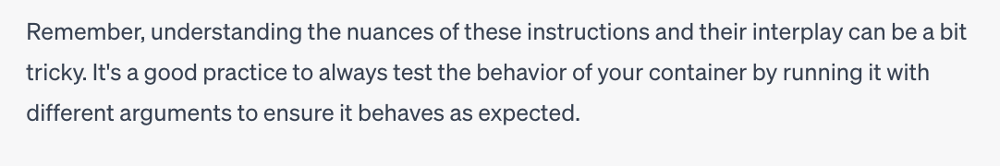 Remember, understanding the nuances of these instructions and their interplay can be a bit
tricky. It's a good practice to always test the behavior of your container by running it with
different arguments to ensure it behaves as expected.